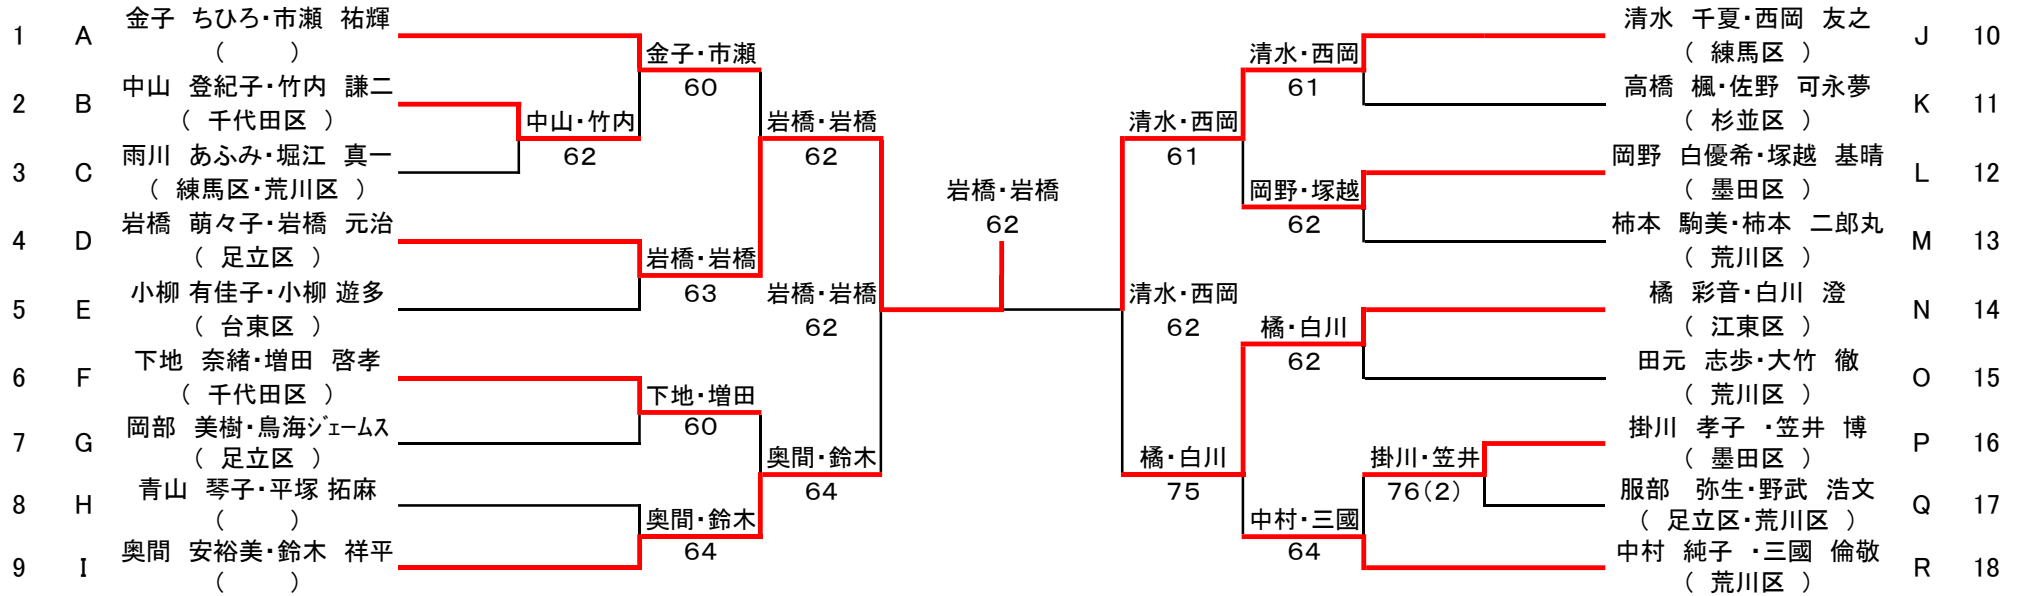 1 A 金子 ちひろ・市瀬 祐輝
( )
2 B 中山 登紀子・竹内 謙二
( 千代田区 )
3 C 雨川 あふみ・堀江 真一
( 練馬区・荒川区 )
4 D 岩橋 萌々子・岩橋 元治
( 足立区 )
5 E 小柳 有佳子・小柳 遊多
( 台東区 )
6 F 下地 奈緒・増田 啓孝
( 千代田区 )
7 G 岡部 美樹・鳥海ｼﾞｪームス
( 足立区 )
8 H 青山 琴子・平塚 拓麻
( )
9 I 奥間 安裕美・鈴木 祥平
( )
中山・竹内
62
金子・市瀬
60
岩橋・岩橋
63
下地・増田
60
奥間・鈴木
64
岩橋・岩橋
62
奥間・鈴木
64
岩橋・岩橋
62
岩橋・岩橋
62
清水・西岡
62
清水・西岡
61
橘・白川
75
清水・西岡
61
岡野・塚越
62
橘・白川
62
中村・三國
64
掛川・笠井
76(2)
清水 千夏・西岡 友之 J 10
( 練馬区 )
高橋 楓・佐野 可永夢 K 11
( 杉並区 )
岡野 白優希・塚越 基晴 L 12
( 墨田区 )
柿本 駒美・柿本 二郎丸 M 13
( 荒川区 )
橘 彩音・白川 澄 N 14
( 江東区 )
田元 志歩・大竹 徹 O 15
( 荒川区 )
掛川 孝子 ・笠井 博 P 16
( 墨田区 )
服部 弥生・野武 浩文 Q 17
( 足立区・荒川区 )
中村 純子 ・三國 倫敬 R 18
( 荒川区 )